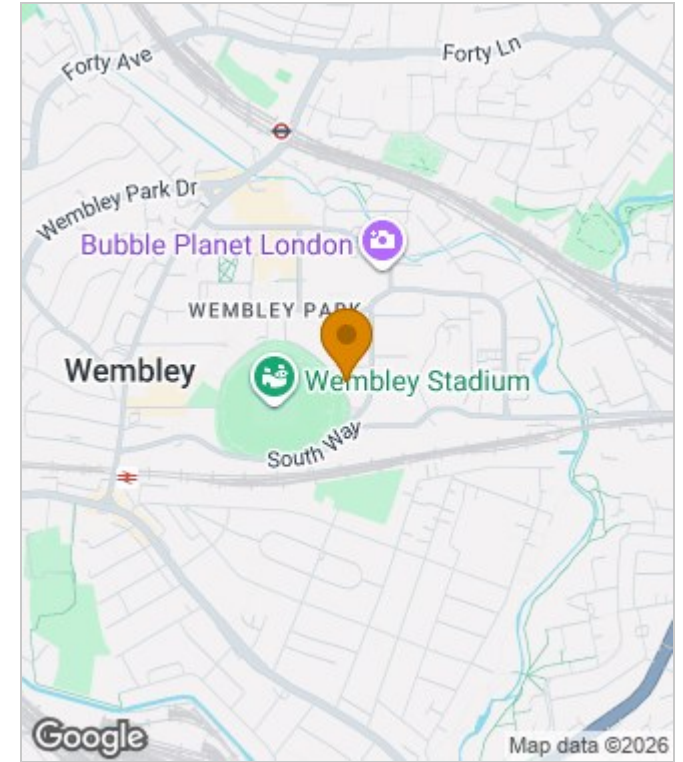 Forty Ave
Forty Ln
Wembley Park Dr
Bubble Planet London
WEMBLEY PARK
Wembley
Wembley Stadium
South Way
Google
Map data ©2026